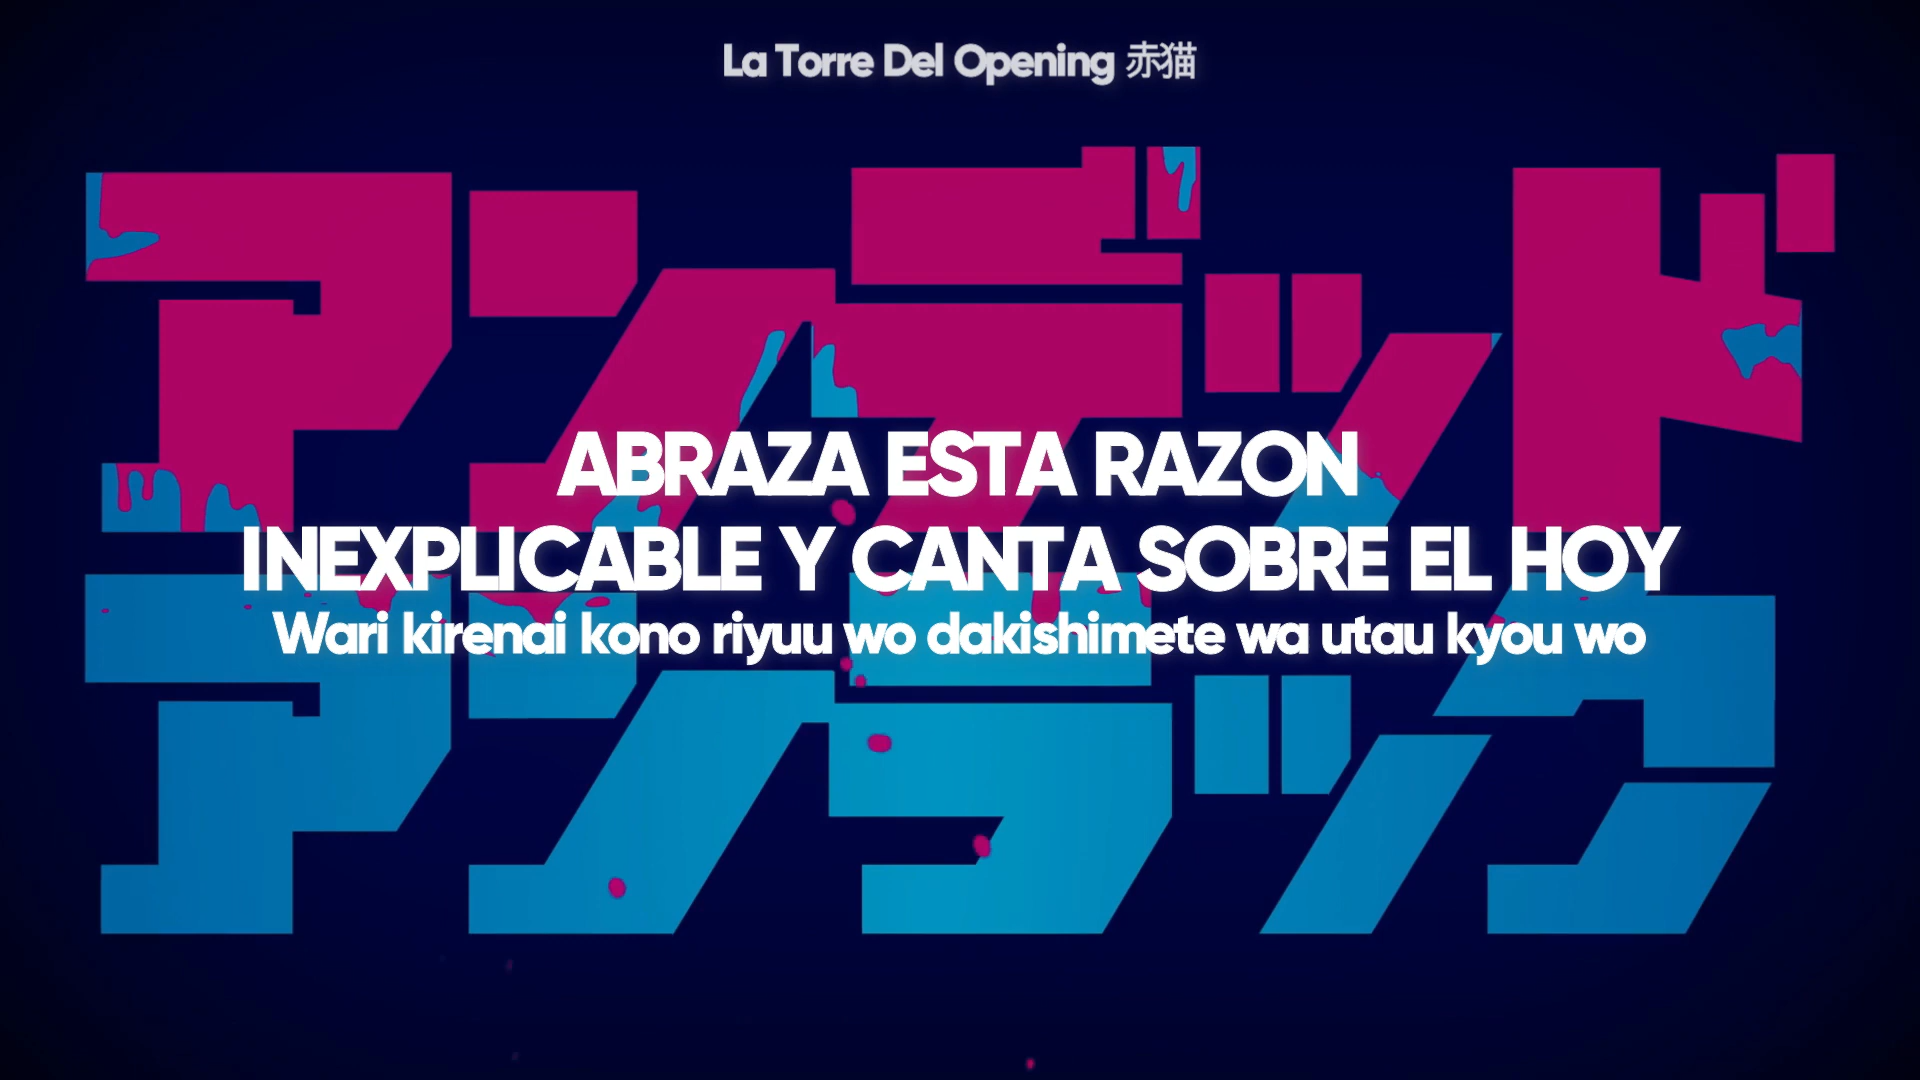 La Torre Del Opening 赤猫
アンデッド
ABRAZA ESTA RAZON
INEXPLICABLE Y CANTA SOBRE EL HOY
Wari kirenai kono riyuu wo dakishimete wa utau kyou wo
アンラック